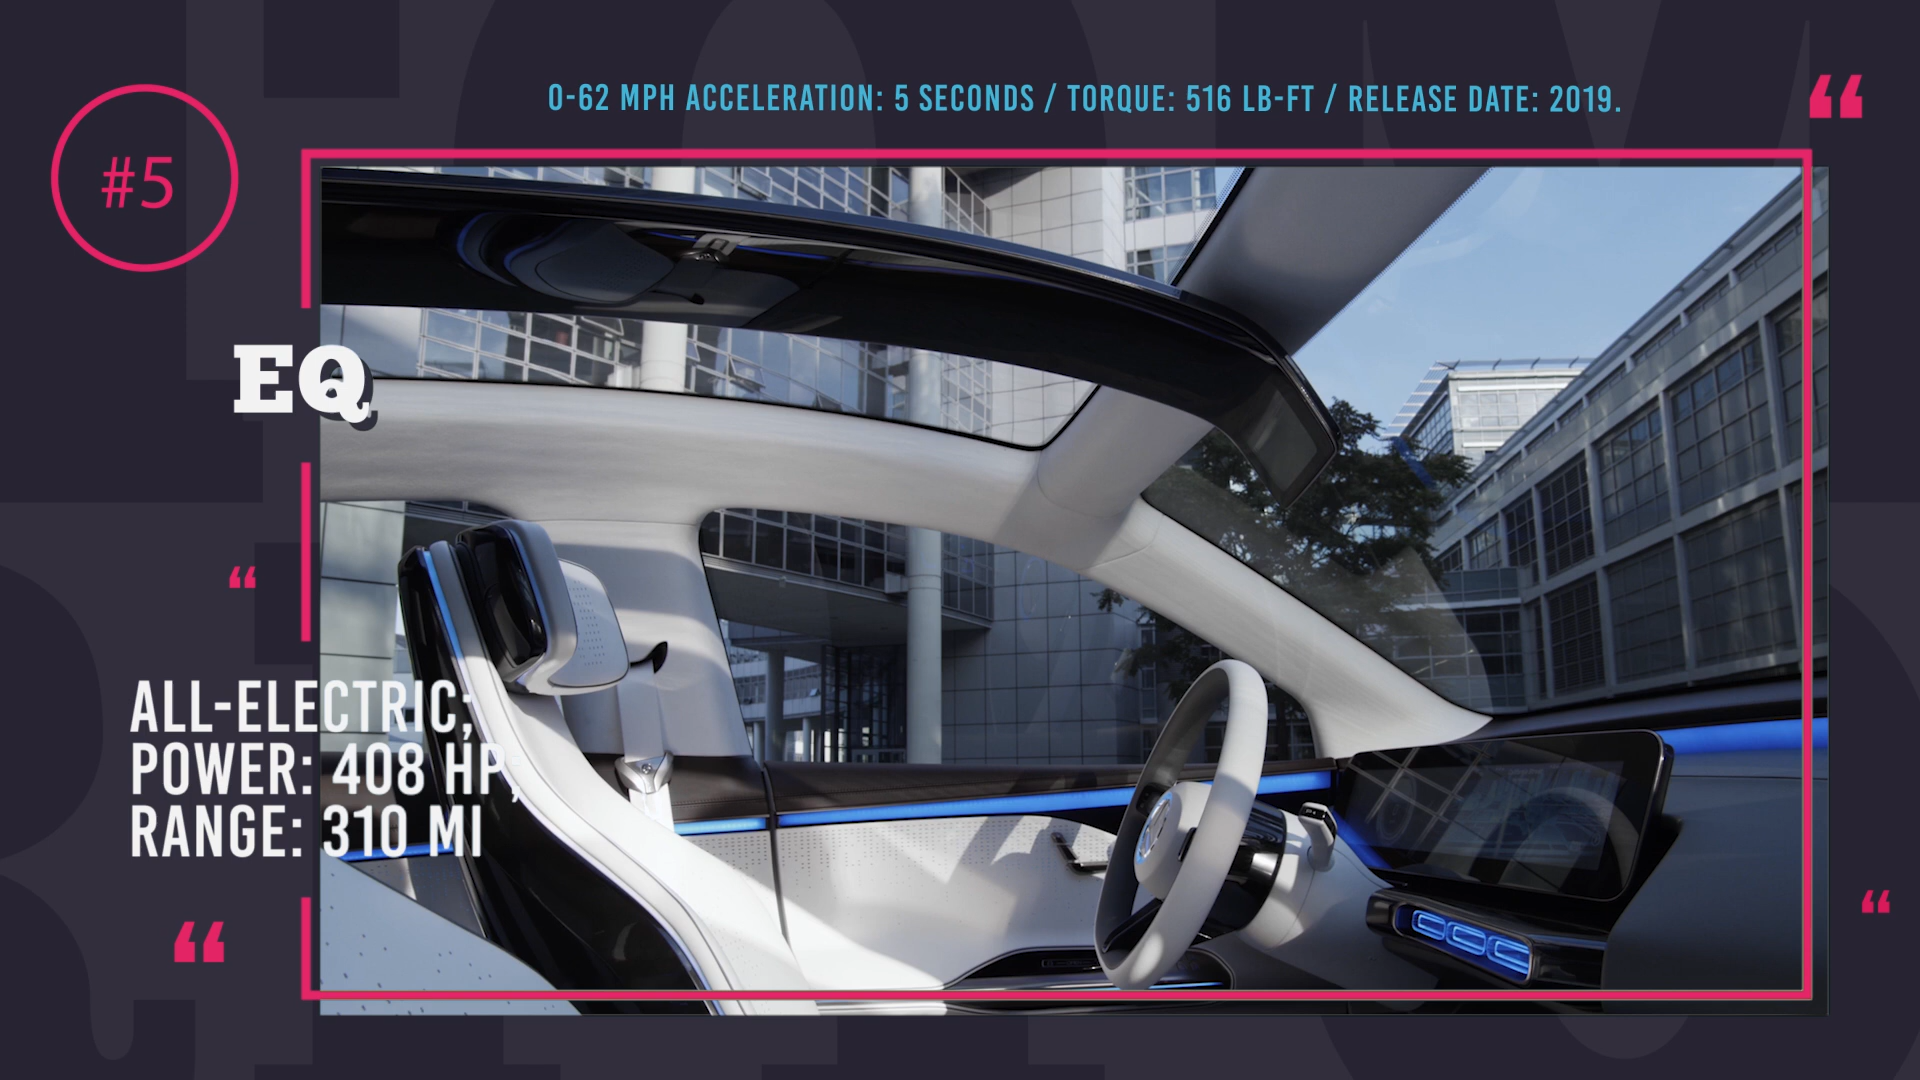 0-62 MPH ACCELERATION: 5 SECONDS / TORQUE: 516 LB-FT / RELEASE DATE: 2019.
#5
EQ
ALL-ELECTRIC;
POWER: 408 HP;
RANGE: 310 MI